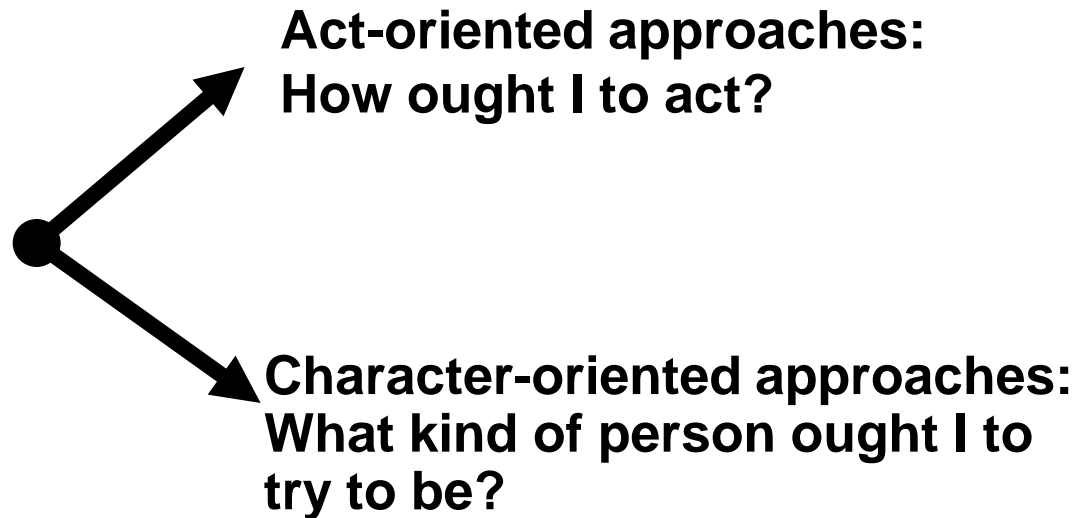 Act-oriented approaches:
How ought I to act?
Character-oriented approaches:
What kind of person ought I to
try to be?